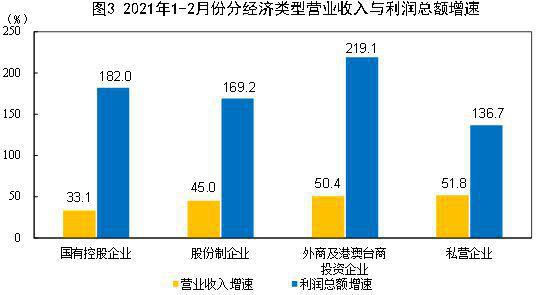 图3 2021年1-2月份分经济类型营业收入与利润总额增速
(%)
250
200
150
100
50
0
33.1
182.0
45.0
169.2
50.4
219.1
51.8
136.7
国有控股企业
股份制企业
外商及港澳台商
投资企业
私营企业
营业收入增速
利润总额增速